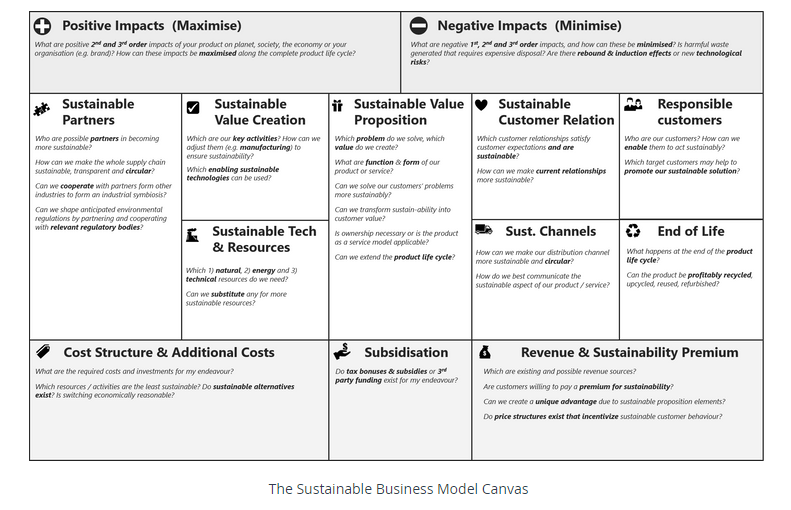 Positive Impacts (Maximise)
What are positive 2nd and 3rd order impacts of your product on planet, society, the economy or your
organisation (e.g. brand)? How can these impacts be maximised along the complete product life cycle?
Negative Impacts (Minimise)
What are negative 1st, 2nd and 3rd order impacts, and how can these be minimised? Is harmful waste
generated that requires expensive disposal? Are there rebound & induction effects or new technological
risks?
Sustainable
Partners
Who are possible partners in becoming
more sustainable?
How can we make the whole supply chain
sustainable, transparent and circular?
Can we cooperate with partners form other
industries to form an industrial symbiosis?
Can we shape anticipated environmental
regulations by partnering and cooperating
with relevant regulatory bodies?
Sustainable
Value Creation
Which are our key activities? How can we
adjust them (e.g. manufacturing) to
ensure sustainability?
Which enabling sustainable
technologies can be used?
Sustainable Tech
& Resources
Which 1) natural, 2) energy and 3)
technical resources do we need?
Can we substitute any for more
sustainable resources?
Sustainable Value
Proposition
Which problem do we solve, which
value do we create?
What are function & form of our
product or service?
Can we solve our customers' problems
more sustainably?
Can we transform sustain-ability into
customer value?
Is ownership necessary or is the product
as a service model applicable?
Can we extend the product life cycle?
Sustainable
Customer Relation
Which customer relationships satisfy
customer expectations and are
sustainable?
How can we make current relationships
more sustainable?
Sust. Channels
How can we make our distribution channel
more sustainable and circular?
How do we best communicate the
sustainable aspect of our product / service?
Responsible
customers
Who are our customers? How can we
enable them to act sustainably?
Which target customers may help to
promote our sustainable solution?
End of Life
What happens at the end of the product
life cycle?
Can the product be profitably recycled,
upcycled, reused, refurbished?
Cost Structure & Additional Costs
What are the required costs and investments for my endeavour?
Which resources / activities are the least sustainable? Do sustainable alternatives
exist? Is switching economically reasonable?
Subsidisation
Do tax bonuses & subsidies or 3rd
party funding exist for my endeavour?
Revenue & Sustainability Premium
Which are existing and possible revenue sources?
Are customers willing to pay a premium for sustainability?
Can we create a unique advantage due to sustainable proposition elements?
Do price structures exist that incentivize sustainable customer behaviour?
The Sustainable Business Model Canvas